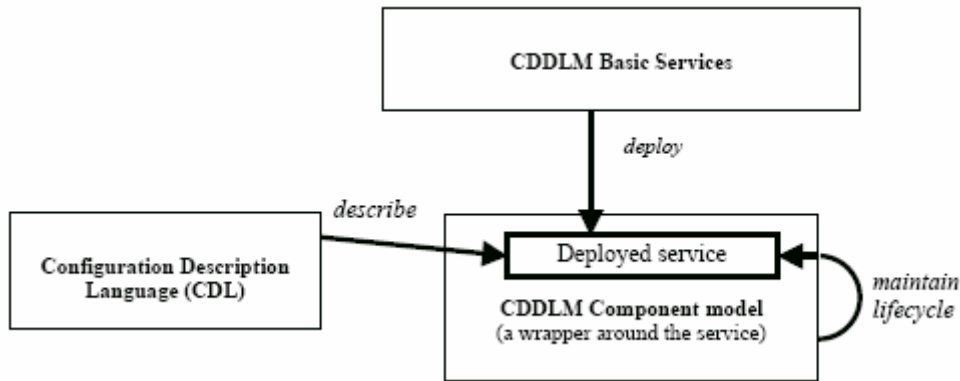 CDDLM Basic Services
deploy
describe
Configuration Description
Language (CDL)
Deployed service
CDDLM Component model
(a wrapper around the service)
maintain
lifecycle